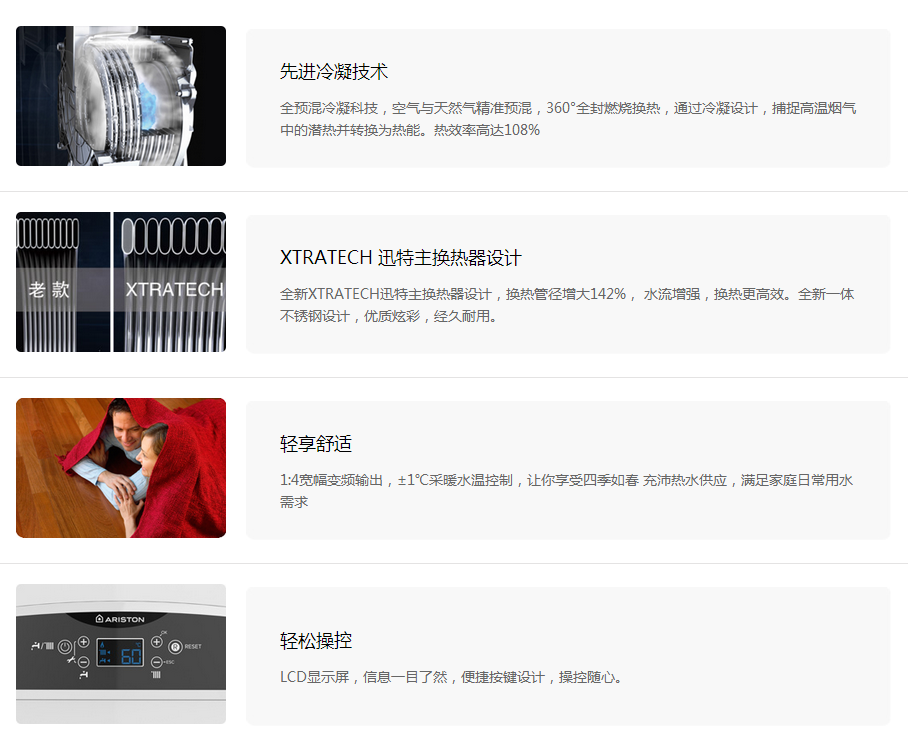 先进冷凝技术
全预混冷凝科技，空气与天然气精准预混，360°全封燃烧换热，通过冷凝设计，捕捉高温烟气
中的潜热并转换为热能。热效率高达108%
老款
XTRATECH
XTRATECH 迅特主换热器设计
全新XTRATECH迅特主换热器设计，换热管径增大142%， 水流增强，换热更高效。全新一体
不锈钢设计，优质炫彩，经久耐用。
轻享舒适
1:4宽幅变频输出，±1℃采暖水温控制，让你享受四季如春 充沛热水供应，满足家庭日常用水
需求
ARISTON
OK
RESET
R
60
ESC
轻松操控
LCD显示屏，信息一目了然，便捷按键设计，操控随心。